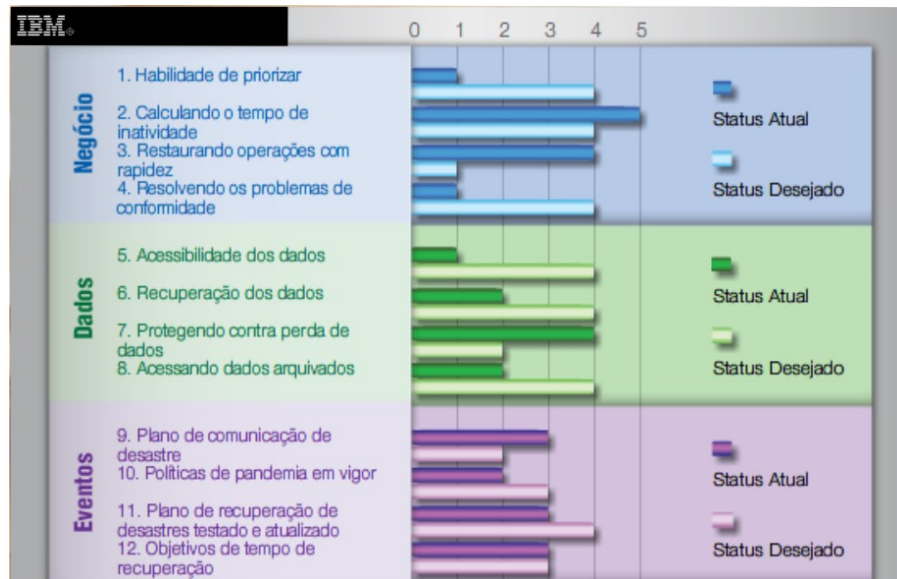 IBM®
0 1 2 3 4 5
Negócio
1. Habilidade de priorizar
2. Calculando o tempo de
inatividade
3. Restaurando operações com
rapidez
4. Resolvendo os problemas de
conformidade
Status Atual
Status Desejado
Dados
5. Acessibilidade dos dados
6. Recuperação dos dados
7. Protegendo contra perda de
dados
8. Acessando dados arquivados
Status Atual
Status Desejado
Eventos
9. Plano de comunicação de
desastre
10. Políticas de pandemia em vigor
11. Plano de recuperação de
desastres testado e atualizado
12. Objetivos de tempo de
recuperação
Status Atual
Status Desejado